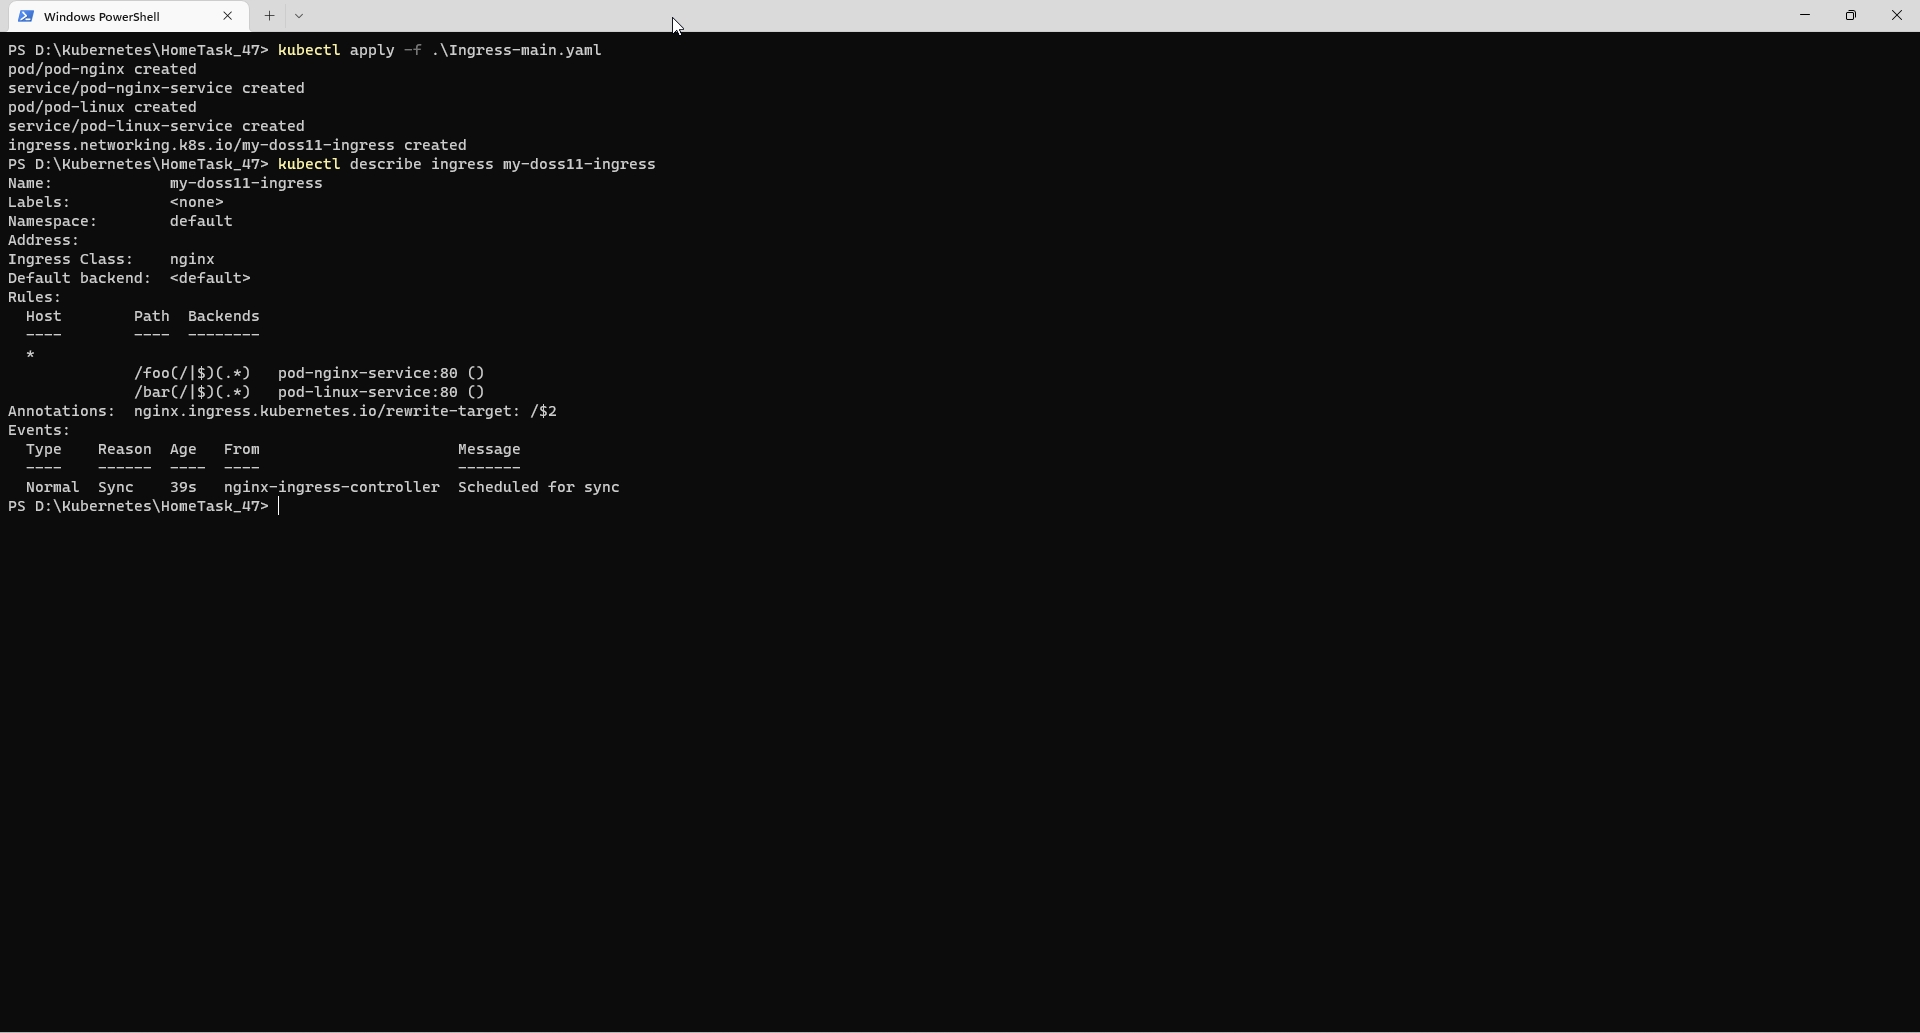 Windows PowerShell
PS D:\Kubernetes\HomeTask_47> kubectl apply -f .\Ingress-main.yaml
pod/pod-nginx created
service/pod-nginx-service created
pod/pod-linux created
service/pod-linux-service created
ingress.networking.k8s.io/my-doss11-ingress created
PS D:\Kubernetes\HomeTask_47> kubectl describe ingress my-doss11-ingress
Name:             my-doss11-ingress
Labels:           <none>
Namespace:        default
Address:
Ingress Class:    nginx
Default backend:  <default>
Rules:
  Host        Path  Backends
  ----        ----  --------
  *
              /foo(/|$)(.*)   pod-nginx-service:80 ()
              /bar(/|$)(.*)   pod-linux-service:80 ()
Annotations:  nginx.ingress.kubernetes.io/rewrite-target: /$2
Events:
  Type    Reason  Age   From                      Message
  ----    ------  ----  ----                      -------
  Normal  Sync    39s   nginx-ingress-controller  Scheduled for sync
PS D:\Kubernetes\HomeTask_47>